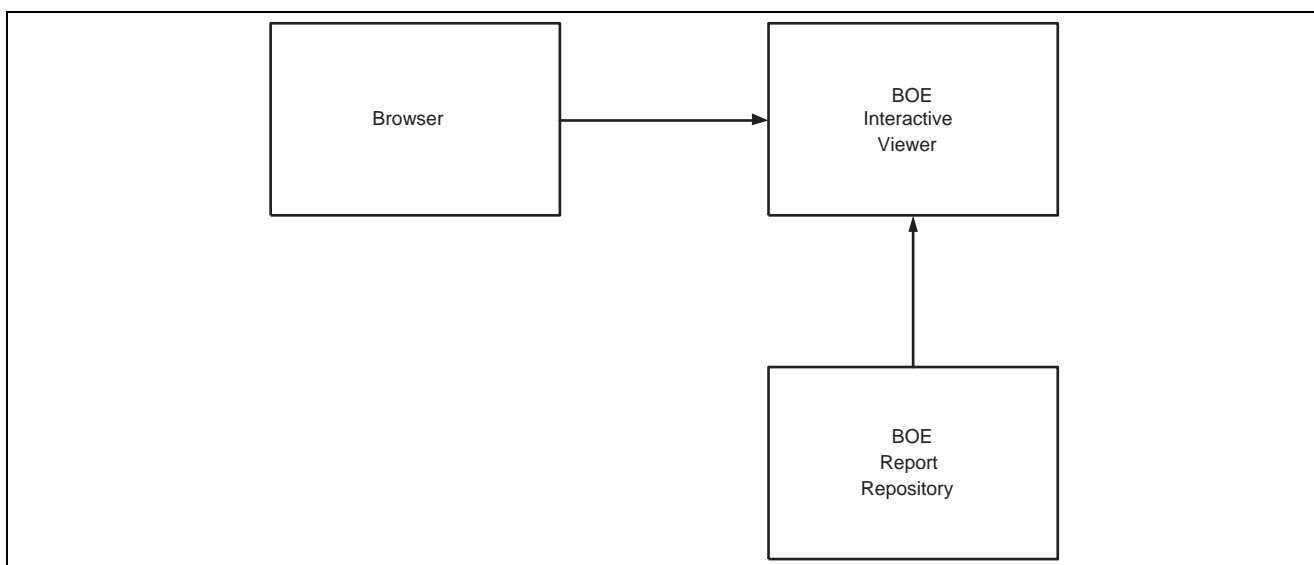 Browser
BOE
Interactive
Viewer
BOE
Report
Repository